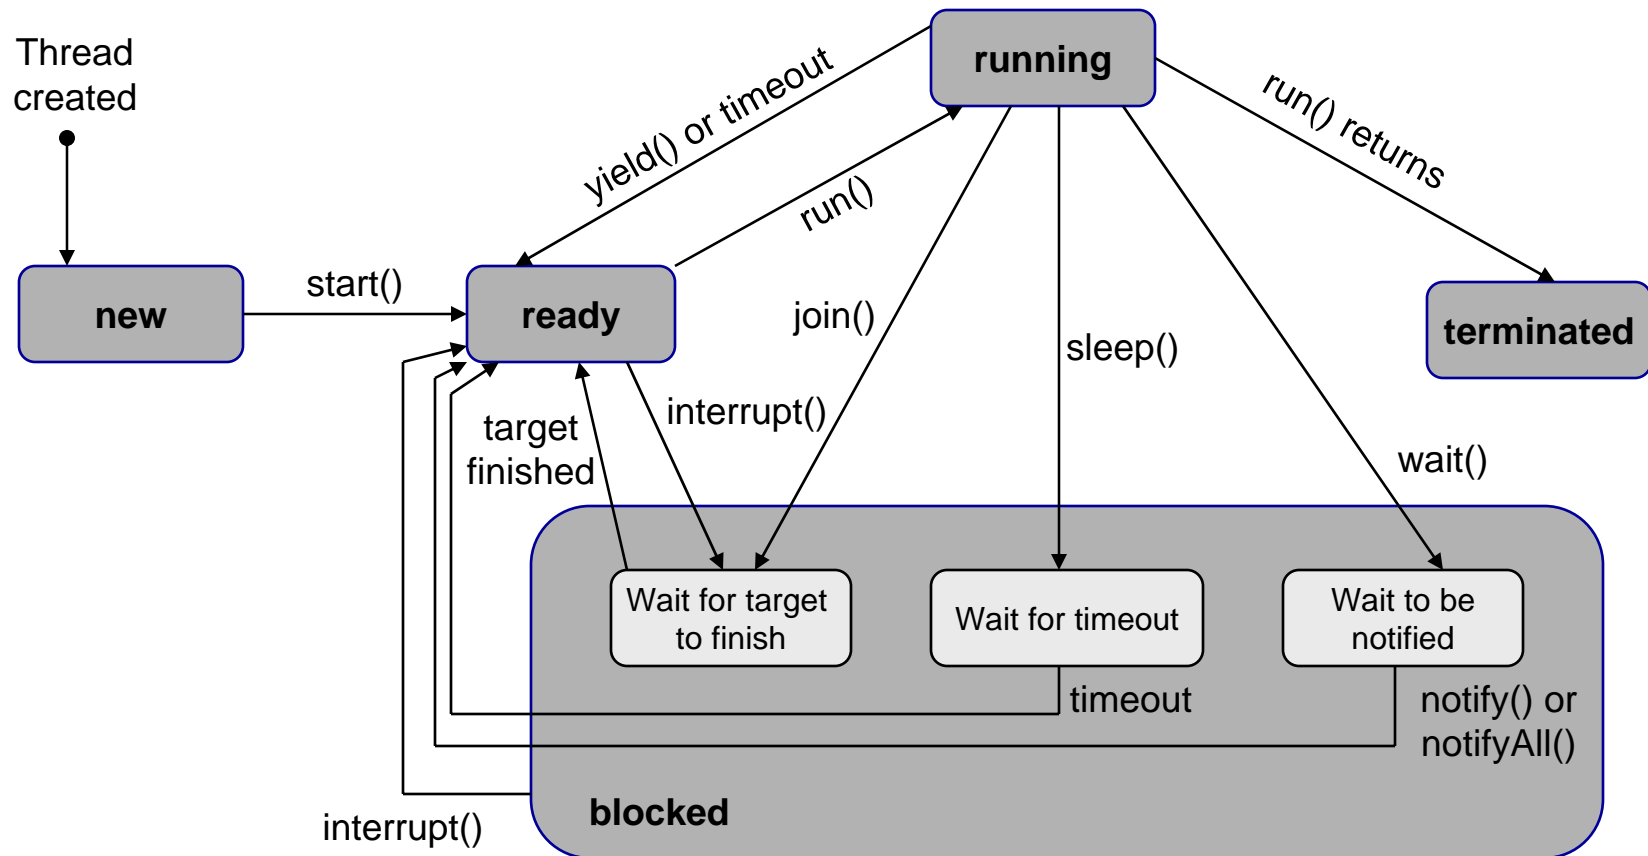 Thread
created
running
yield() or timeout
run() returns
run()
new
start()
ready
join()
sleep()
terminated
interrupt()
target
finished
wait()
Wait for target
to finish
Wait for timeout
Wait to be
notified
timeout
notify() or
notifyAll()
blocked
interrupt()